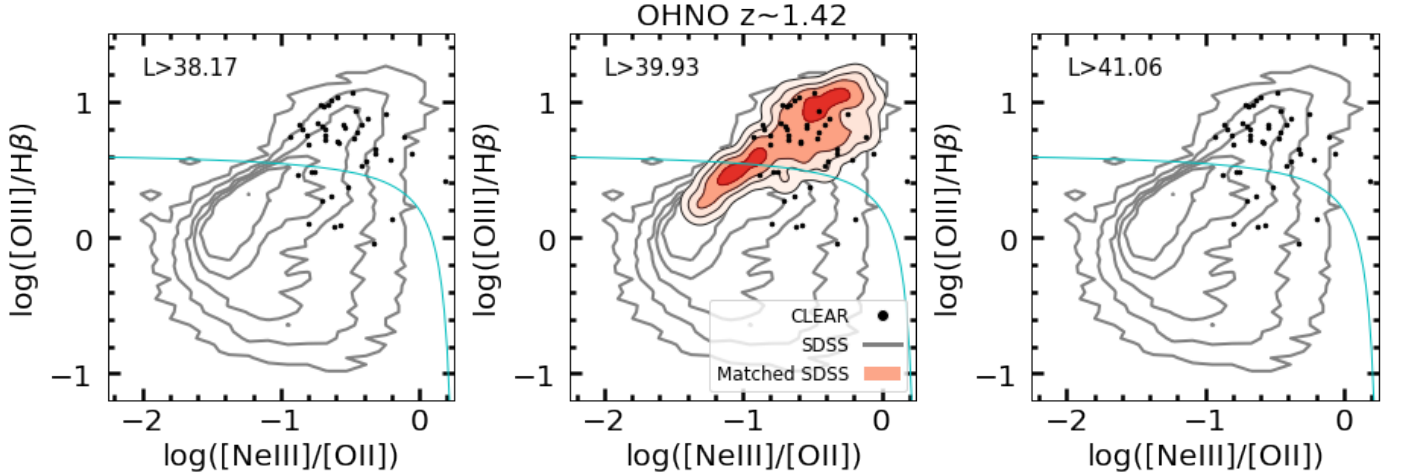 OHNO z~1.42
log([OIII]/Hβ)
1
0
−1
L>38.17
−2
−1
0
log([NeIII]/[OII])
log([OIII]/Hβ)
1
0
−1
L>39.93
CLEAR
SDSS
Matched SDSS
−2
−1
0
log([NeIII]/[OII])
log([OIII]/Hβ)
1
0
−1
L>41.06
−2
−1
0
log([NeIII]/[OII])